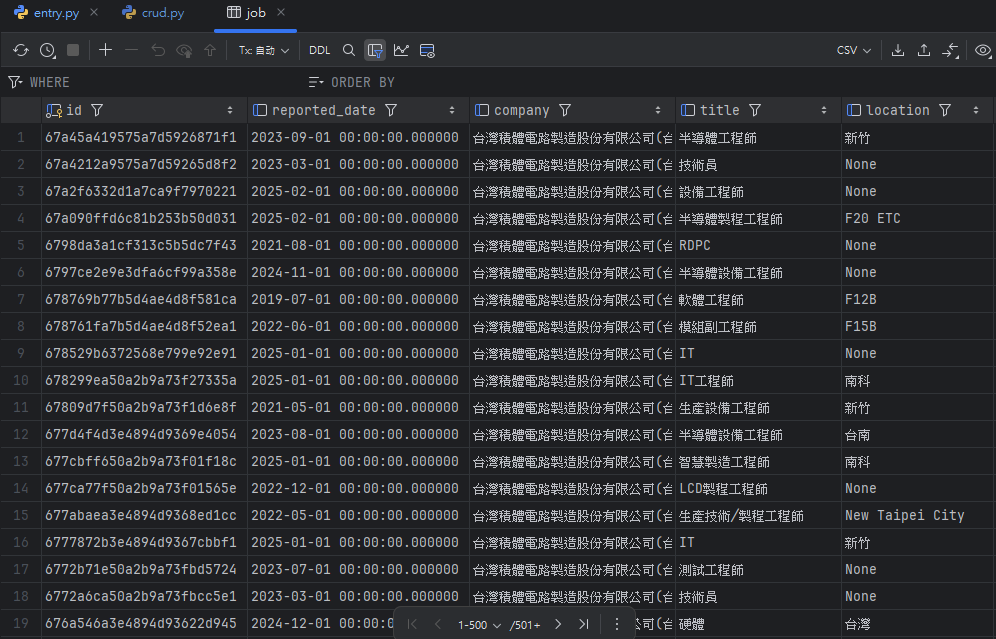 entry.py crud.py job
Tx: 自动 DDL CSV
WHERE ORDER BY
id reported_date company title location
1 67a45a419575a7d5926871f1 2023-09-01 00:00:00.000000 台灣積體電路製造股份有限公司(台 半導體工程師 新竹
2 67a4212a9575a7d59265d8f2 2023-03-01 00:00:00.000000 台灣積體電路製造股份有限公司(台 技術員 None
3 67a2f6332d1a7ca9f7970221 2025-02-01 00:00:00.000000 台灣積體電路製造股份有限公司(台 設備工程師 None
4 67a090ffd6c81b253b50d031 2025-02-01 00:00:00.000000 台灣積體電路製造股份有限公司(台 半導體製程工程師 F20 ETC
5 6798da3a1cf313c5b5dc7f43 2021-08-01 00:00:00.000000 台灣積體電路製造股份有限公司(台 RDPC None
6 6797ce2e9e3dfa6cf99a358e 2024-11-01 00:00:00.000000 台灣積體電路製造股份有限公司(台 半導體設備工程師 None
7 678769b77b5d4ae4d8f581ca 2019-07-01 00:00:00.000000 台灣積體電路製造股份有限公司(台 軟體工程師 F12B
8 678761fa7b5d4ae4d8f52ea1 2022-06-01 00:00:00.000000 台灣積體電路製造股份有限公司(台 模組副工程師 F15B
9 678529b6372568e799e92e91 2025-01-01 00:00:00.000000 台灣積體電路製造股份有限公司(台 IT None
10 678299ea50a2b9a73f27335a 2025-01-01 00:00:00.000000 台灣積體電路製造股份有限公司(台 IT工程師 南科
11 67809d7f50a2b9a73f1d6e8f 2021-05-01 00:00:00.000000 台灣積體電路製造股份有限公司(台 生產設備工程師 新竹
12 677d4f4d3e4894d9369e4054 2023-08-01 00:00:00.000000 台灣積體電路製造股份有限公司(台 半導體設備工程師 台南
13 677cbff650a2b9a73f01f18c 2025-01-01 00:00:00.000000 台灣積體電路製造股份有限公司(台 智慧製造工程師 南科
14 677ca77f50a2b9a73f01565e 2022-12-01 00:00:00.000000 台灣積體電路製造股份有限公司(台 LCD製程工程師 None
15 677abaea3e4894d9368ed1cc 2022-05-01 00:00:00.000000 台灣積體電路製造股份有限公司(台 生產技術/製程工程師 New Taipei City
16 6777872b3e4894d9367cbbf1 2025-01-01 00:00:00.000000 台灣積體電路製造股份有限公司(台 IT 新竹
17 6772b71e50a2b9a73fbd5724 2023-07-01 00:00:00.000000 台灣積體電路製造股份有限公司(台 測試工程師 None
18 6772a6ca50a2b9a73fbcc5e1 2023-03-01 00:00:00.000000 台灣積體電路製造股份有限公司(台 技術員 None
19 676a546a3e4894d93622d945 2024-12-01 00:00:0 公司(台 硬體 台灣
1-500 /501+